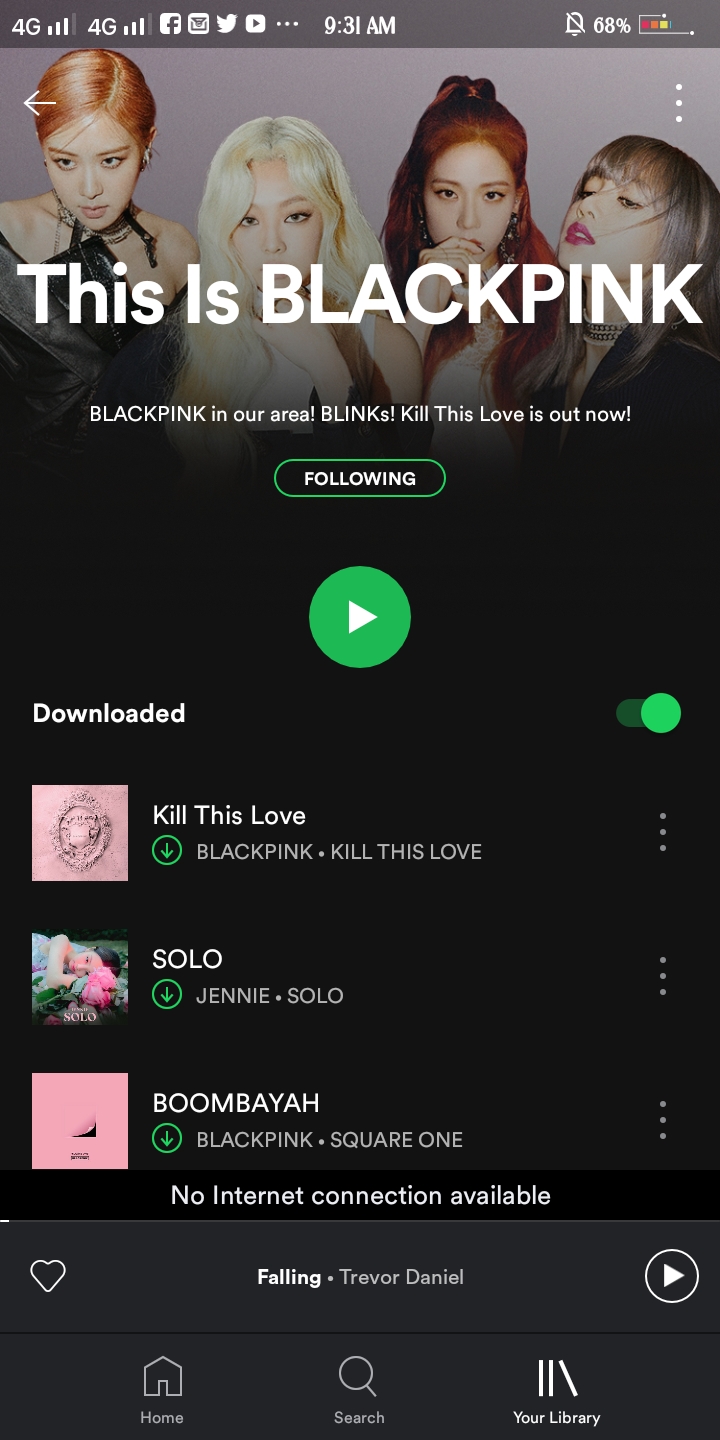 4G 4G ... 9:31 AM 68%
This Is BLACKPINK
BLACKPINK in our area! BLINKs! Kill This Love is out now!
FOLLOWING
Downloaded
Kill This Love
BLACKPINK • KILL THIS LOVE
SOLO
JENNIE • SOLO
SOLO
BOOMBAYAH
BLACKPINK • SQUARE ONE
No Internet connection available
Falling • Trevor Daniel
Home Search Your Library